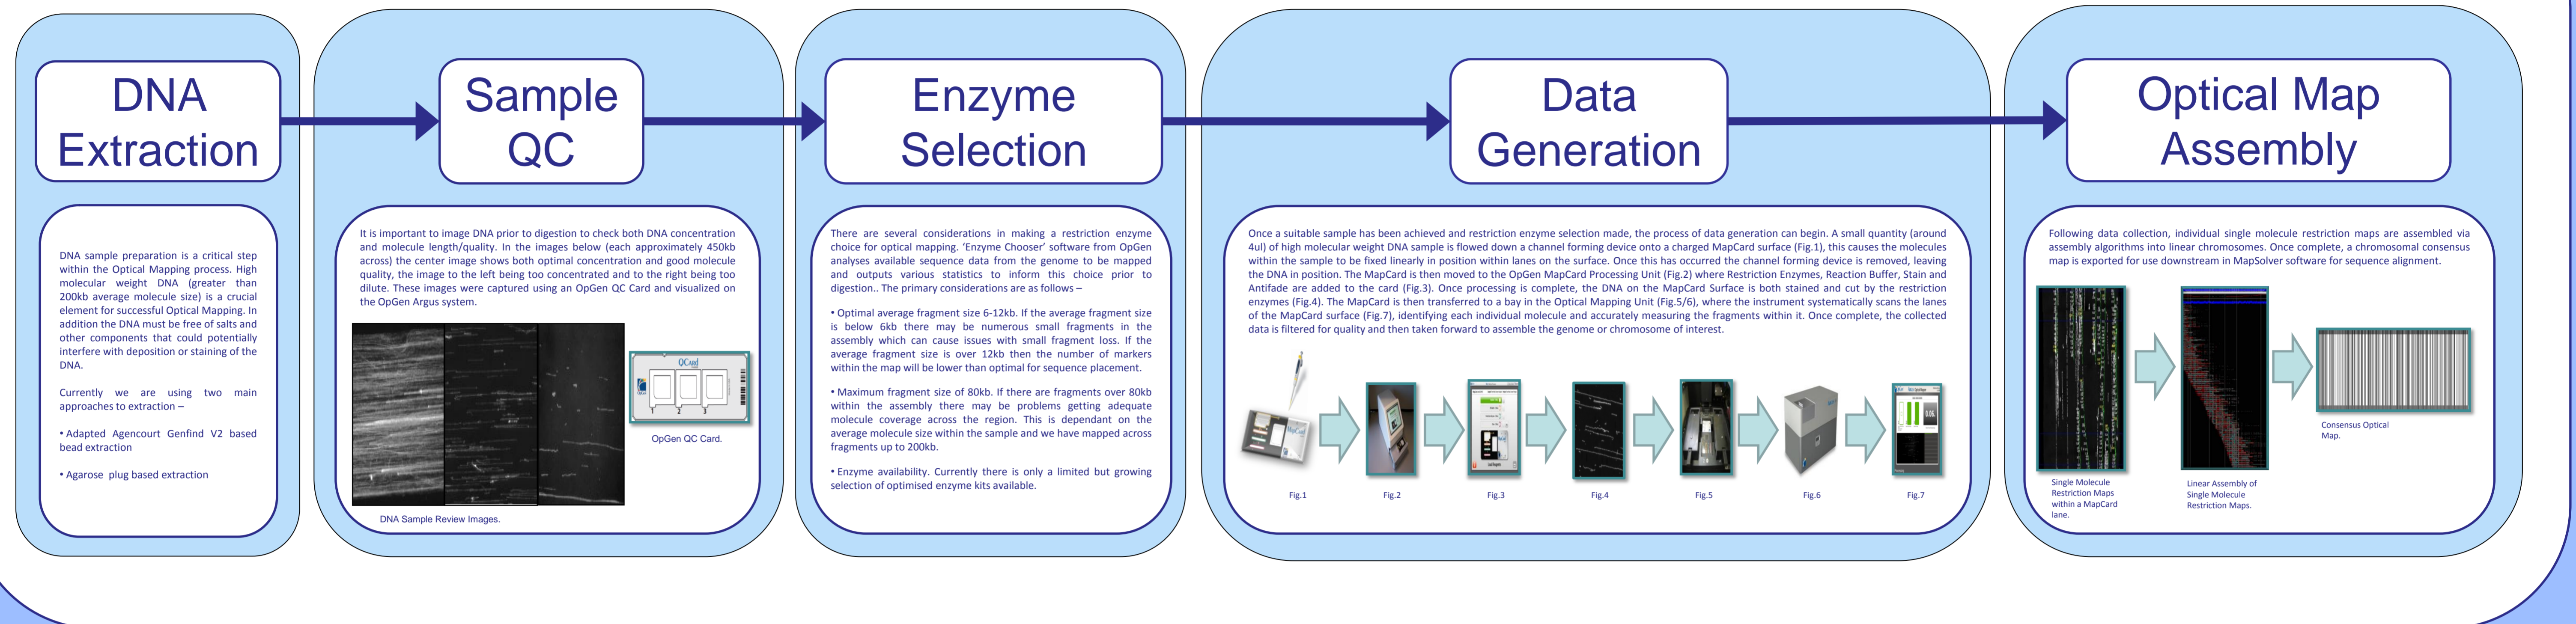 DNA
Extraction
DNA sample preparation is a critical step
within the Optical Mapping process. High
molecular weight DNA (greater than
200kb average molecule size) is a crucial
element for successful Optical Mapping. In
addition the DNA must be free of salts and
other components that could potentially
interfere with deposition or staining of the
DNA.
Currently we are using two main
approaches to extraction –
• Adapted Agencourt Genfind V2 based
bead extraction
• Agarose plug based extraction
Sample
QC
It is important to image DNA prior to digestion to check both DNA concentration
and molecule length/quality. In the images below (each approximately 450kb
across) the center image shows both optimal concentration and good molecule
quality, the image to the left being too concentrated and to the right being too
dilute. These images were captured using an OpGen QC Card and visualized on
the OpGen Argus system.
QCard
1 2 3
OpGen QC Card.
DNA Sample Review Images.
Enzyme
Selection
There are several considerations in making a restriction enzyme
choice for optical mapping. ‘Enzyme Chooser’ software from OpGen
analyses available sequence data from the genome to be mapped
and outputs various statistics to inform this choice prior to
digestion.. The primary considerations are as follows –
• Optimal average fragment size 6-12kb. If the average fragment size
is below 6kb there may be numerous small fragments in the
assembly which can cause issues with small fragment loss. If the
average fragment size is over 12kb then the number of markers
within the map will be lower than optimal for sequence placement.
• Maximum fragment size of 80kb. If there are fragments over 80kb
within the assembly there may be problems getting adequate
molecule coverage across the region. This is dependant on the
average molecule size within the sample and we have mapped across
fragments up to 200kb.
• Enzyme availability. Currently there is only a limited but growing
selection of optimised enzyme kits available.
Data
Generation
Once a suitable sample has been achieved and restriction enzyme selection made, the process of data generation can begin. A small quantity (around
4ul) of high molecular weight DNA sample is flowed down a channel forming device onto a charged MapCard surface (Fig.1), this causes the molecules
within the sample to be fixed linearly in position within lanes on the surface. Once this has occurred the channel forming device is removed, leaving
the DNA in position. The MapCard is then moved to the OpGen MapCard Processing Unit (Fig.2) where Restriction Enzymes, Reaction Buffer, Stain and
Antifade are added to the card (Fig.3). Once processing is complete, the DNA on the MapCard Surface is both stained and cut by the restriction
enzymes (Fig.4). The MapCard is then transferred to a bay in the Optical Mapping Unit (Fig.5/6), where the instrument systematically scans the lanes
of the MapCard surface (Fig.7), identifying each individual molecule and accurately measuring the fragments within it. Once complete, the collected
data is filtered for quality and then taken forward to assemble the genome or chromosome of interest.
MapCard
0.06
Fig.1 Fig.2 Fig.3 Fig.4 Fig.5 Fig.6 Fig.7
Optical Map
Assembly
Following data collection, individual single molecule restriction maps are assembled via
assembly algorithms into linear chromosomes. Once complete, a chromosomal consensus
map is exported for use downstream in MapSolver software for sequence alignment.
Single Molecule
Restriction Maps
within a MapCard
lane.
Linear Assembly of
Single Molecule
Restriction Maps.
Consensus Optical
Map.